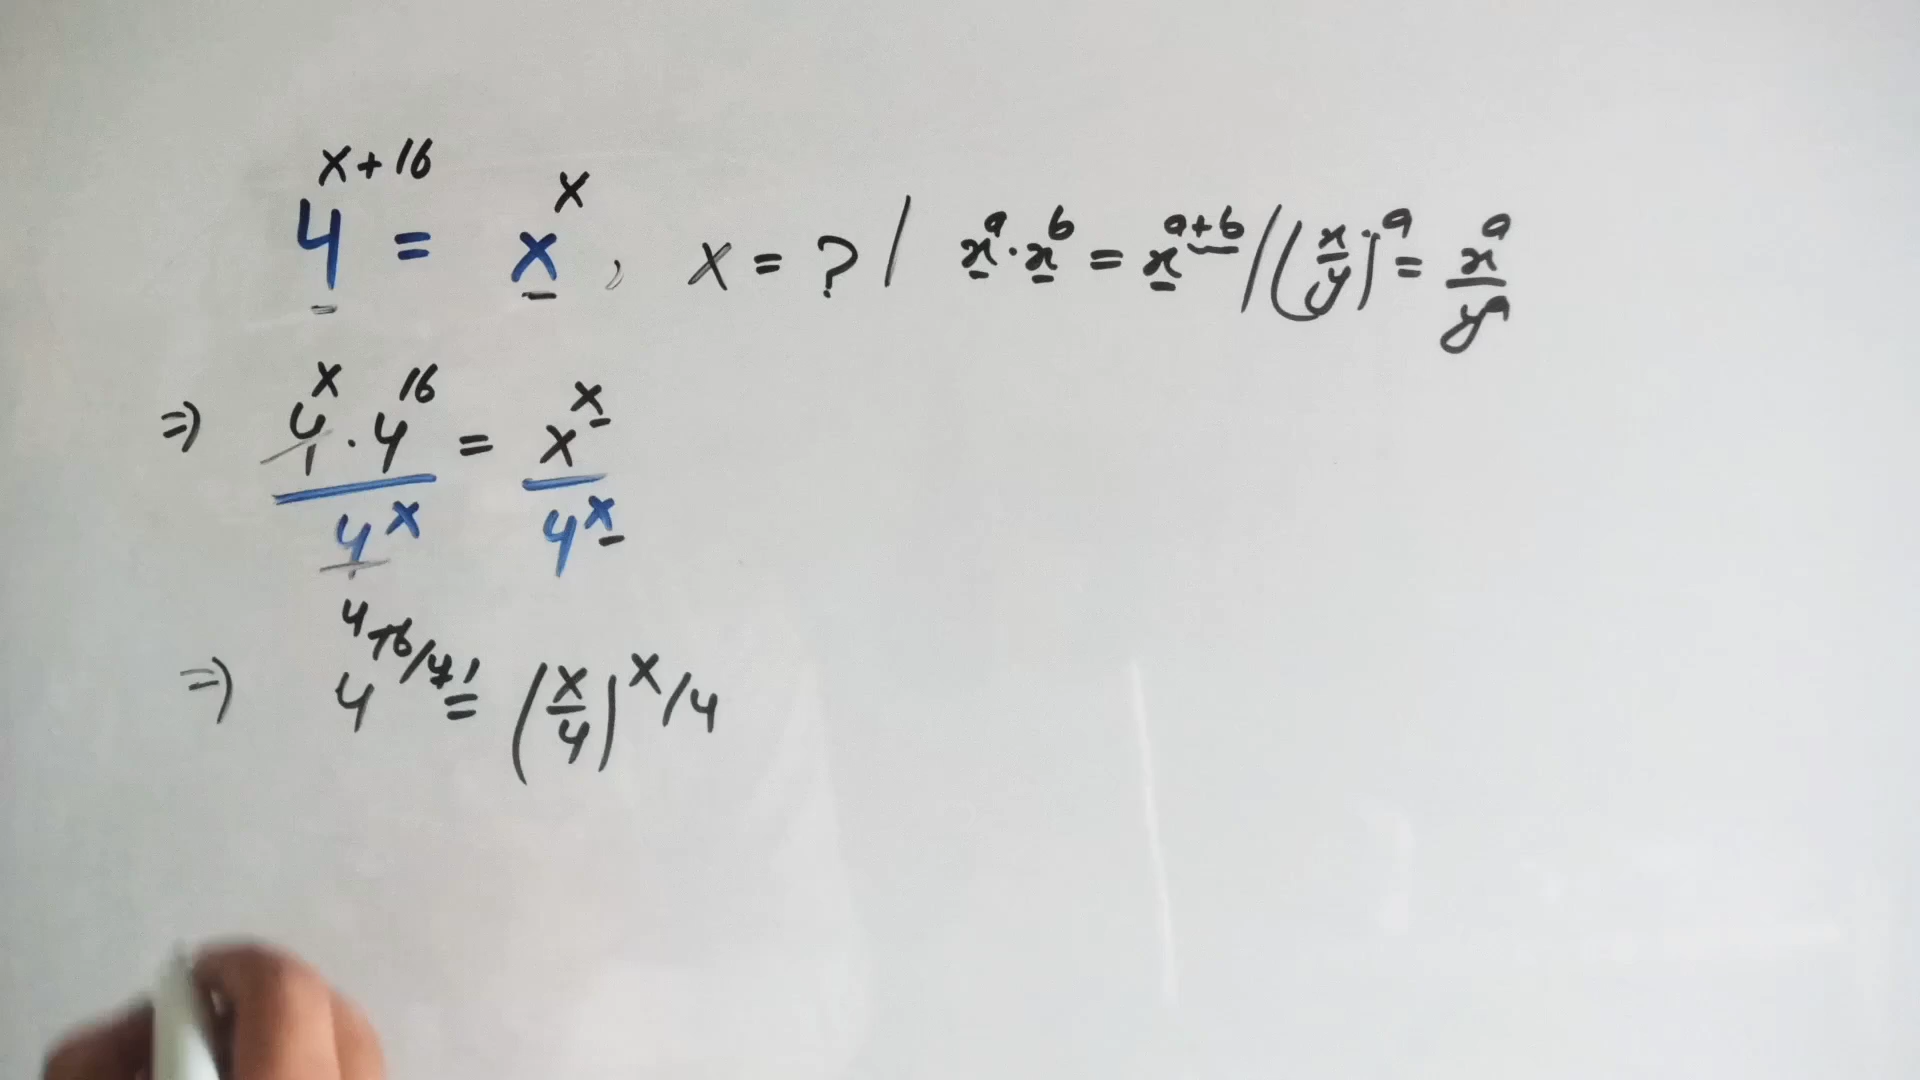 4^{x+16} = x^x, x = ? / x^a · x^b = x^{a+b} / (x/y)^a = x^a/y^a
⇒ (4^x · 4^16)/4^x = x^x/4^x
⇒ 4^{16/4} = (x/4)^{x/4}